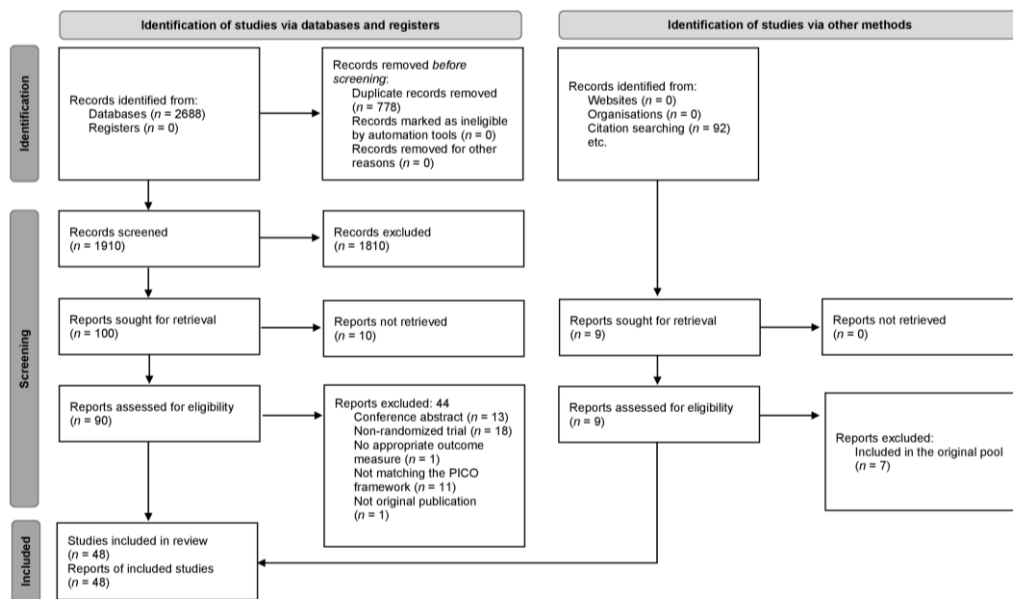 Identification of studies via databases and registers
Identification of studies via other methods
Identification
Records identified from:
Databases (n = 2688)
Registers (n = 0)
Records removed before
screening:
Duplicate records removed
(n = 778)
Records marked as ineligible
by automation tools (n = 0)
Records removed for other
reasons (n = 0)
Records identified from:
Websites (n = 0)
Organisations (n = 0)
Citation searching (n = 92)
etc.
Screening
Records screened
(n = 1910)
Records excluded
(n = 1810)
Reports sought for retrieval
(n = 100)
Reports not retrieved
(n = 10)
Reports sought for retrieval
(n = 9)
Reports not retrieved
(n = 0)
Reports assessed for eligibility
(n = 90)
Reports excluded: 44
Conference abstract (n = 13)
Non-randomized trial (n = 18)
No appropriate outcome
measure (n = 1)
Not matching the PICO
framework (n = 11)
Not original publication
(n = 1)
Reports assessed for eligibility
(n = 9)
Reports excluded:
Included in the original pool
(n = 7)
Included
Studies included in review
(n = 48)
Reports of included studies
(n = 48)